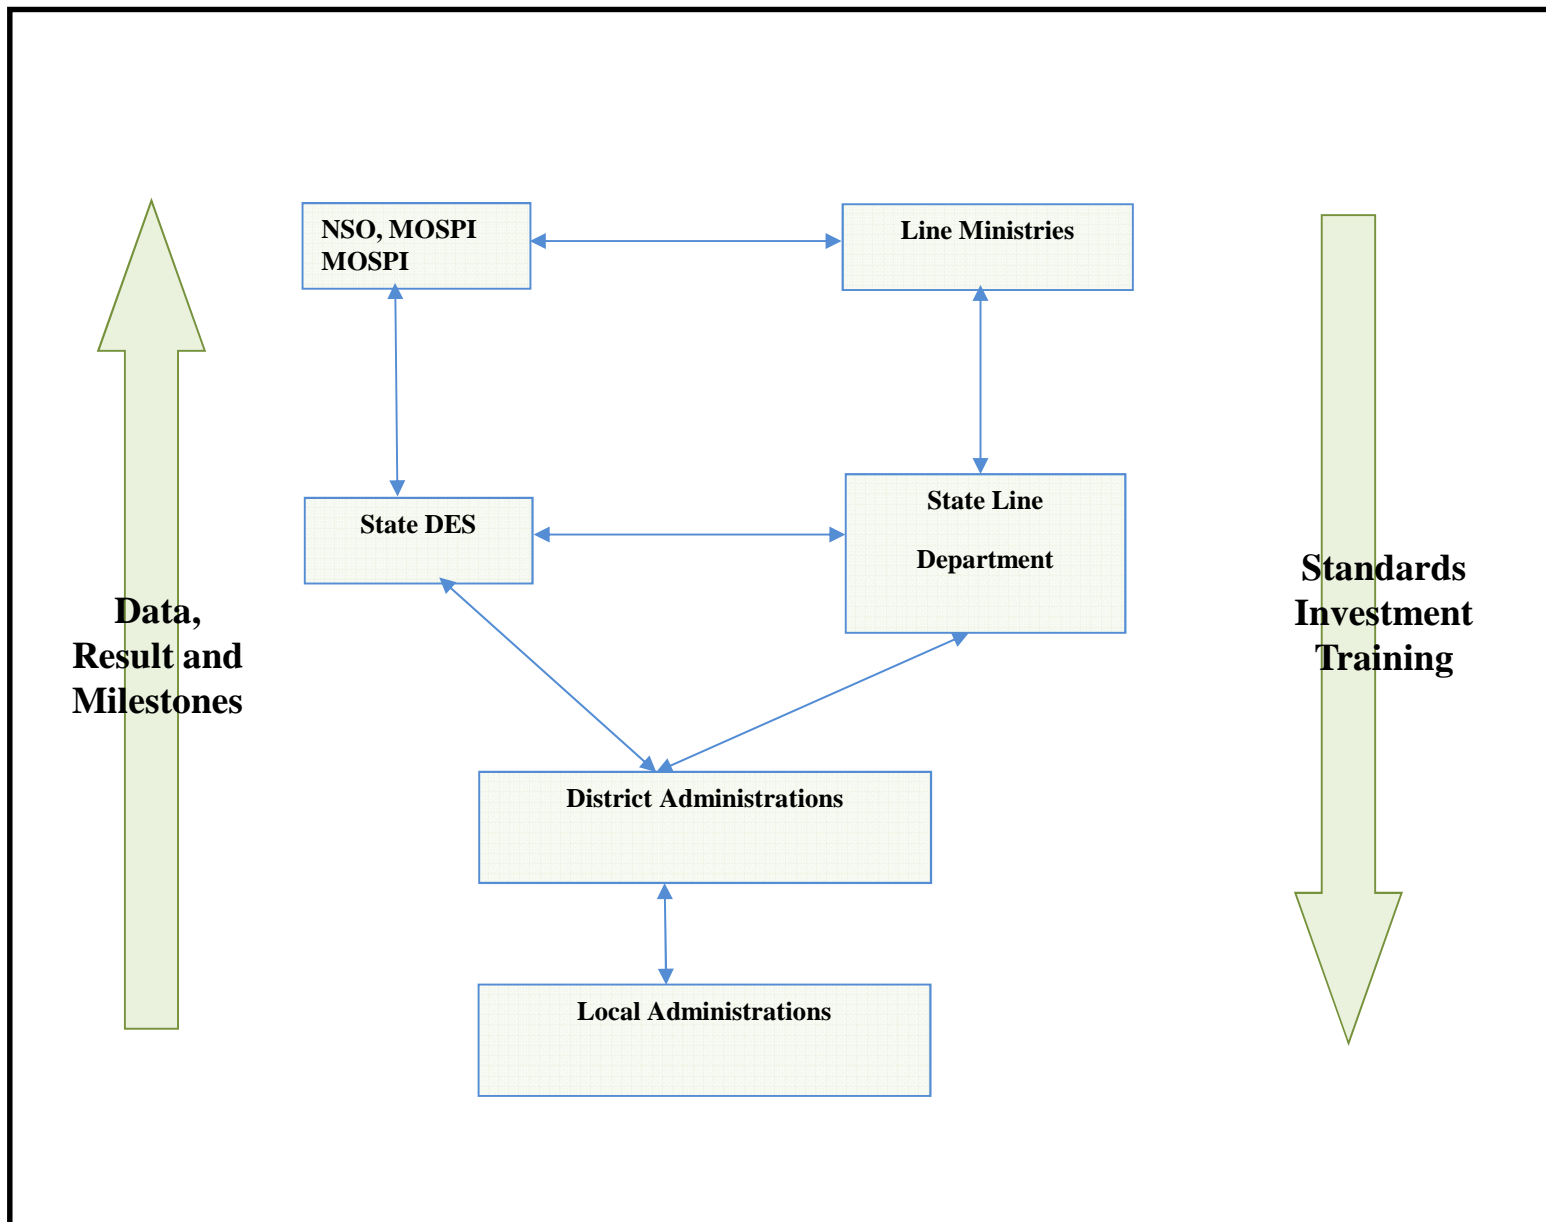 NSO, MOSPI
MOSPI
Line Ministries
State DES
State Line
Department
Data,
Result and
Milestones
Standards
Investment
Training
District Administrations
Local Administrations